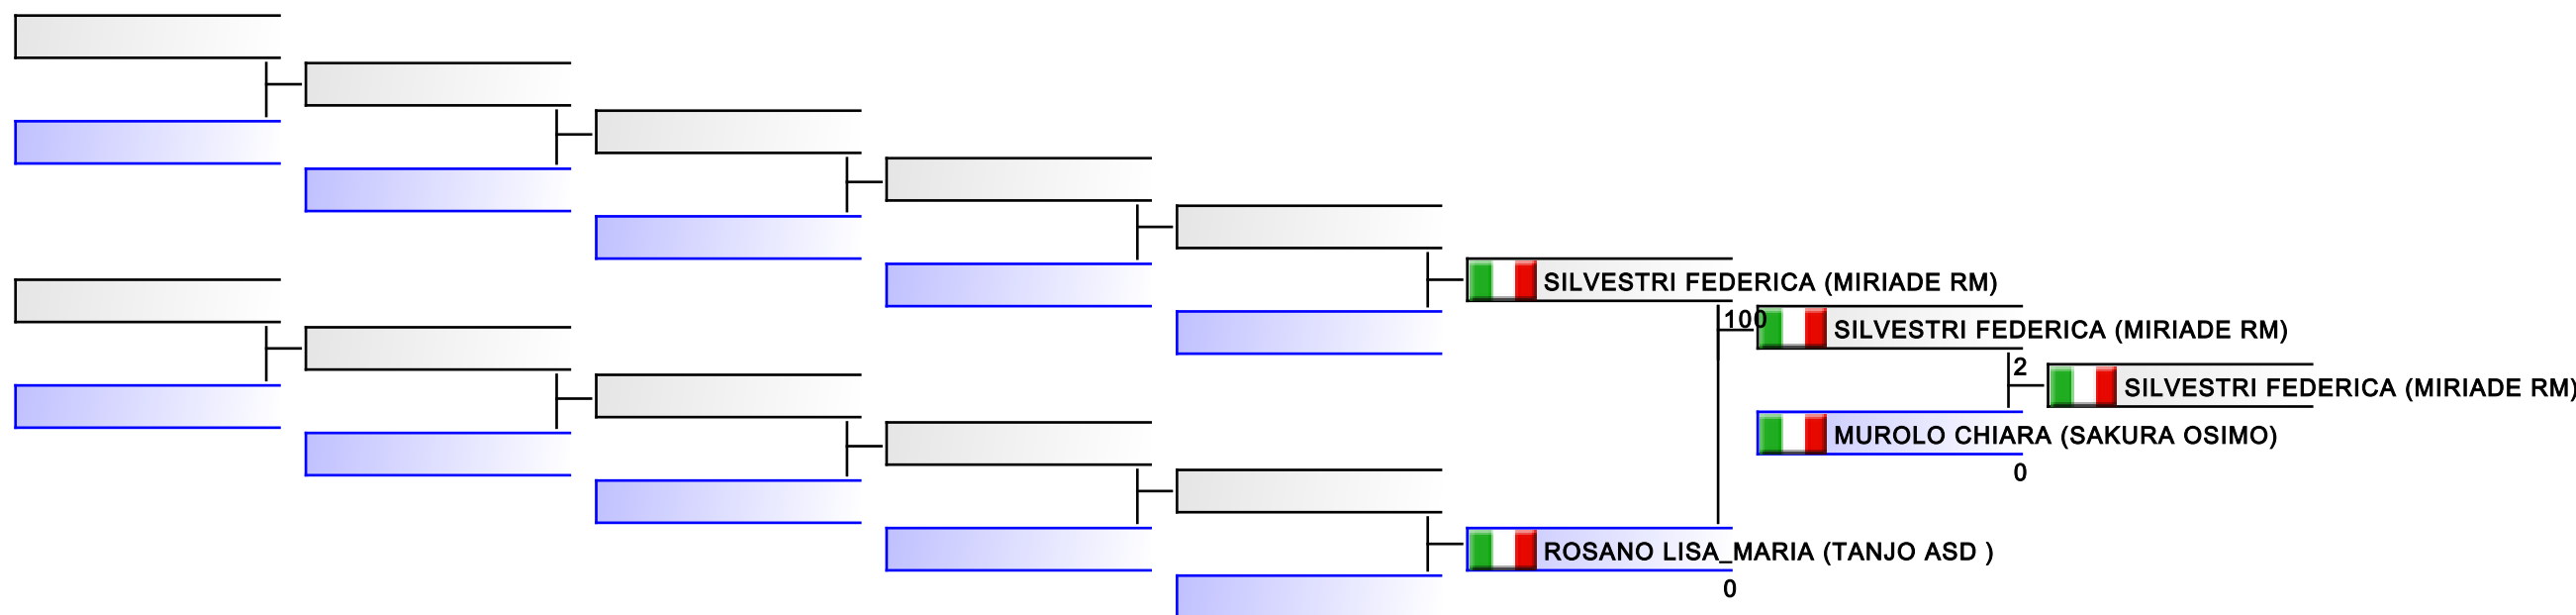 SILVESTRI FEDERICA (MIRIADE RM)
100
SILVESTRI FEDERICA (MIRIADE RM)
2
SILVESTRI FEDERICA (MIRIADE RM)
MUROLO CHIARA (SAKURA OSIMO)
0
ROSANO LISA_MARIA (TANJO ASD )
0